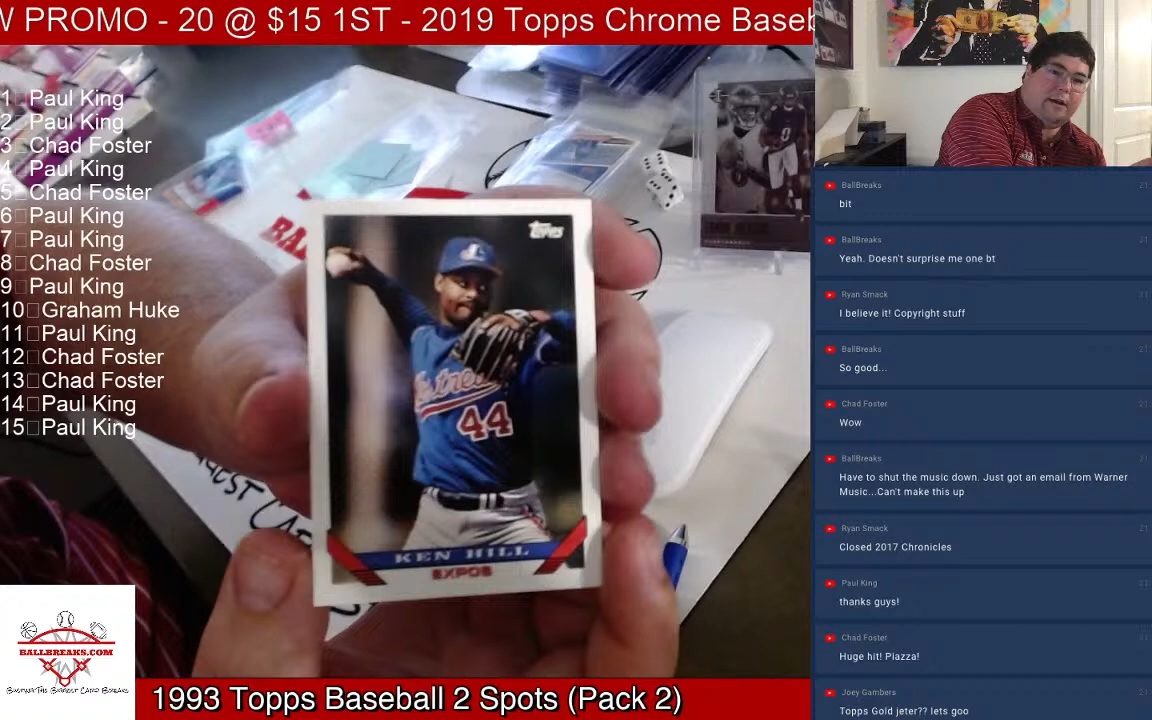 W PROMO - 20 @ $15 1ST - 2019 Topps Chrome Baseb
1 Paul King
2 Paul King
3 Chad Foster
4 Paul King
5 Chad Foster
6 Paul King
7 Paul King
8 Chad Foster
9 Paul King
10 Graham Huke
11 Paul King
12 Chad Foster
13 Chad Foster
14 Paul King
15 Paul King
Topps
44
KEN HILL
EXPOS
BALLBREAKS.COM
BUSTING THE BIGGEST CARD BREAKS
1993 Topps Baseball 2 Spots (Pack 2)
BallBreaks
bit
BallBreaks
Yeah. Doesn't surprise me one bt
Ryan Smack
I believe it! Copyright stuff
BallBreaks
So good...
Chad Foster
Wow
BallBreaks
Have to shut the music down. Just got an email from Warner
Music...Can't make this up
Ryan Smack
Closed 2017 Chronicles
Paul King
thanks guys!
Chad Foster
Huge hit! Piazza!
Joey Gambers
Topps Gold jeter?? lets goo